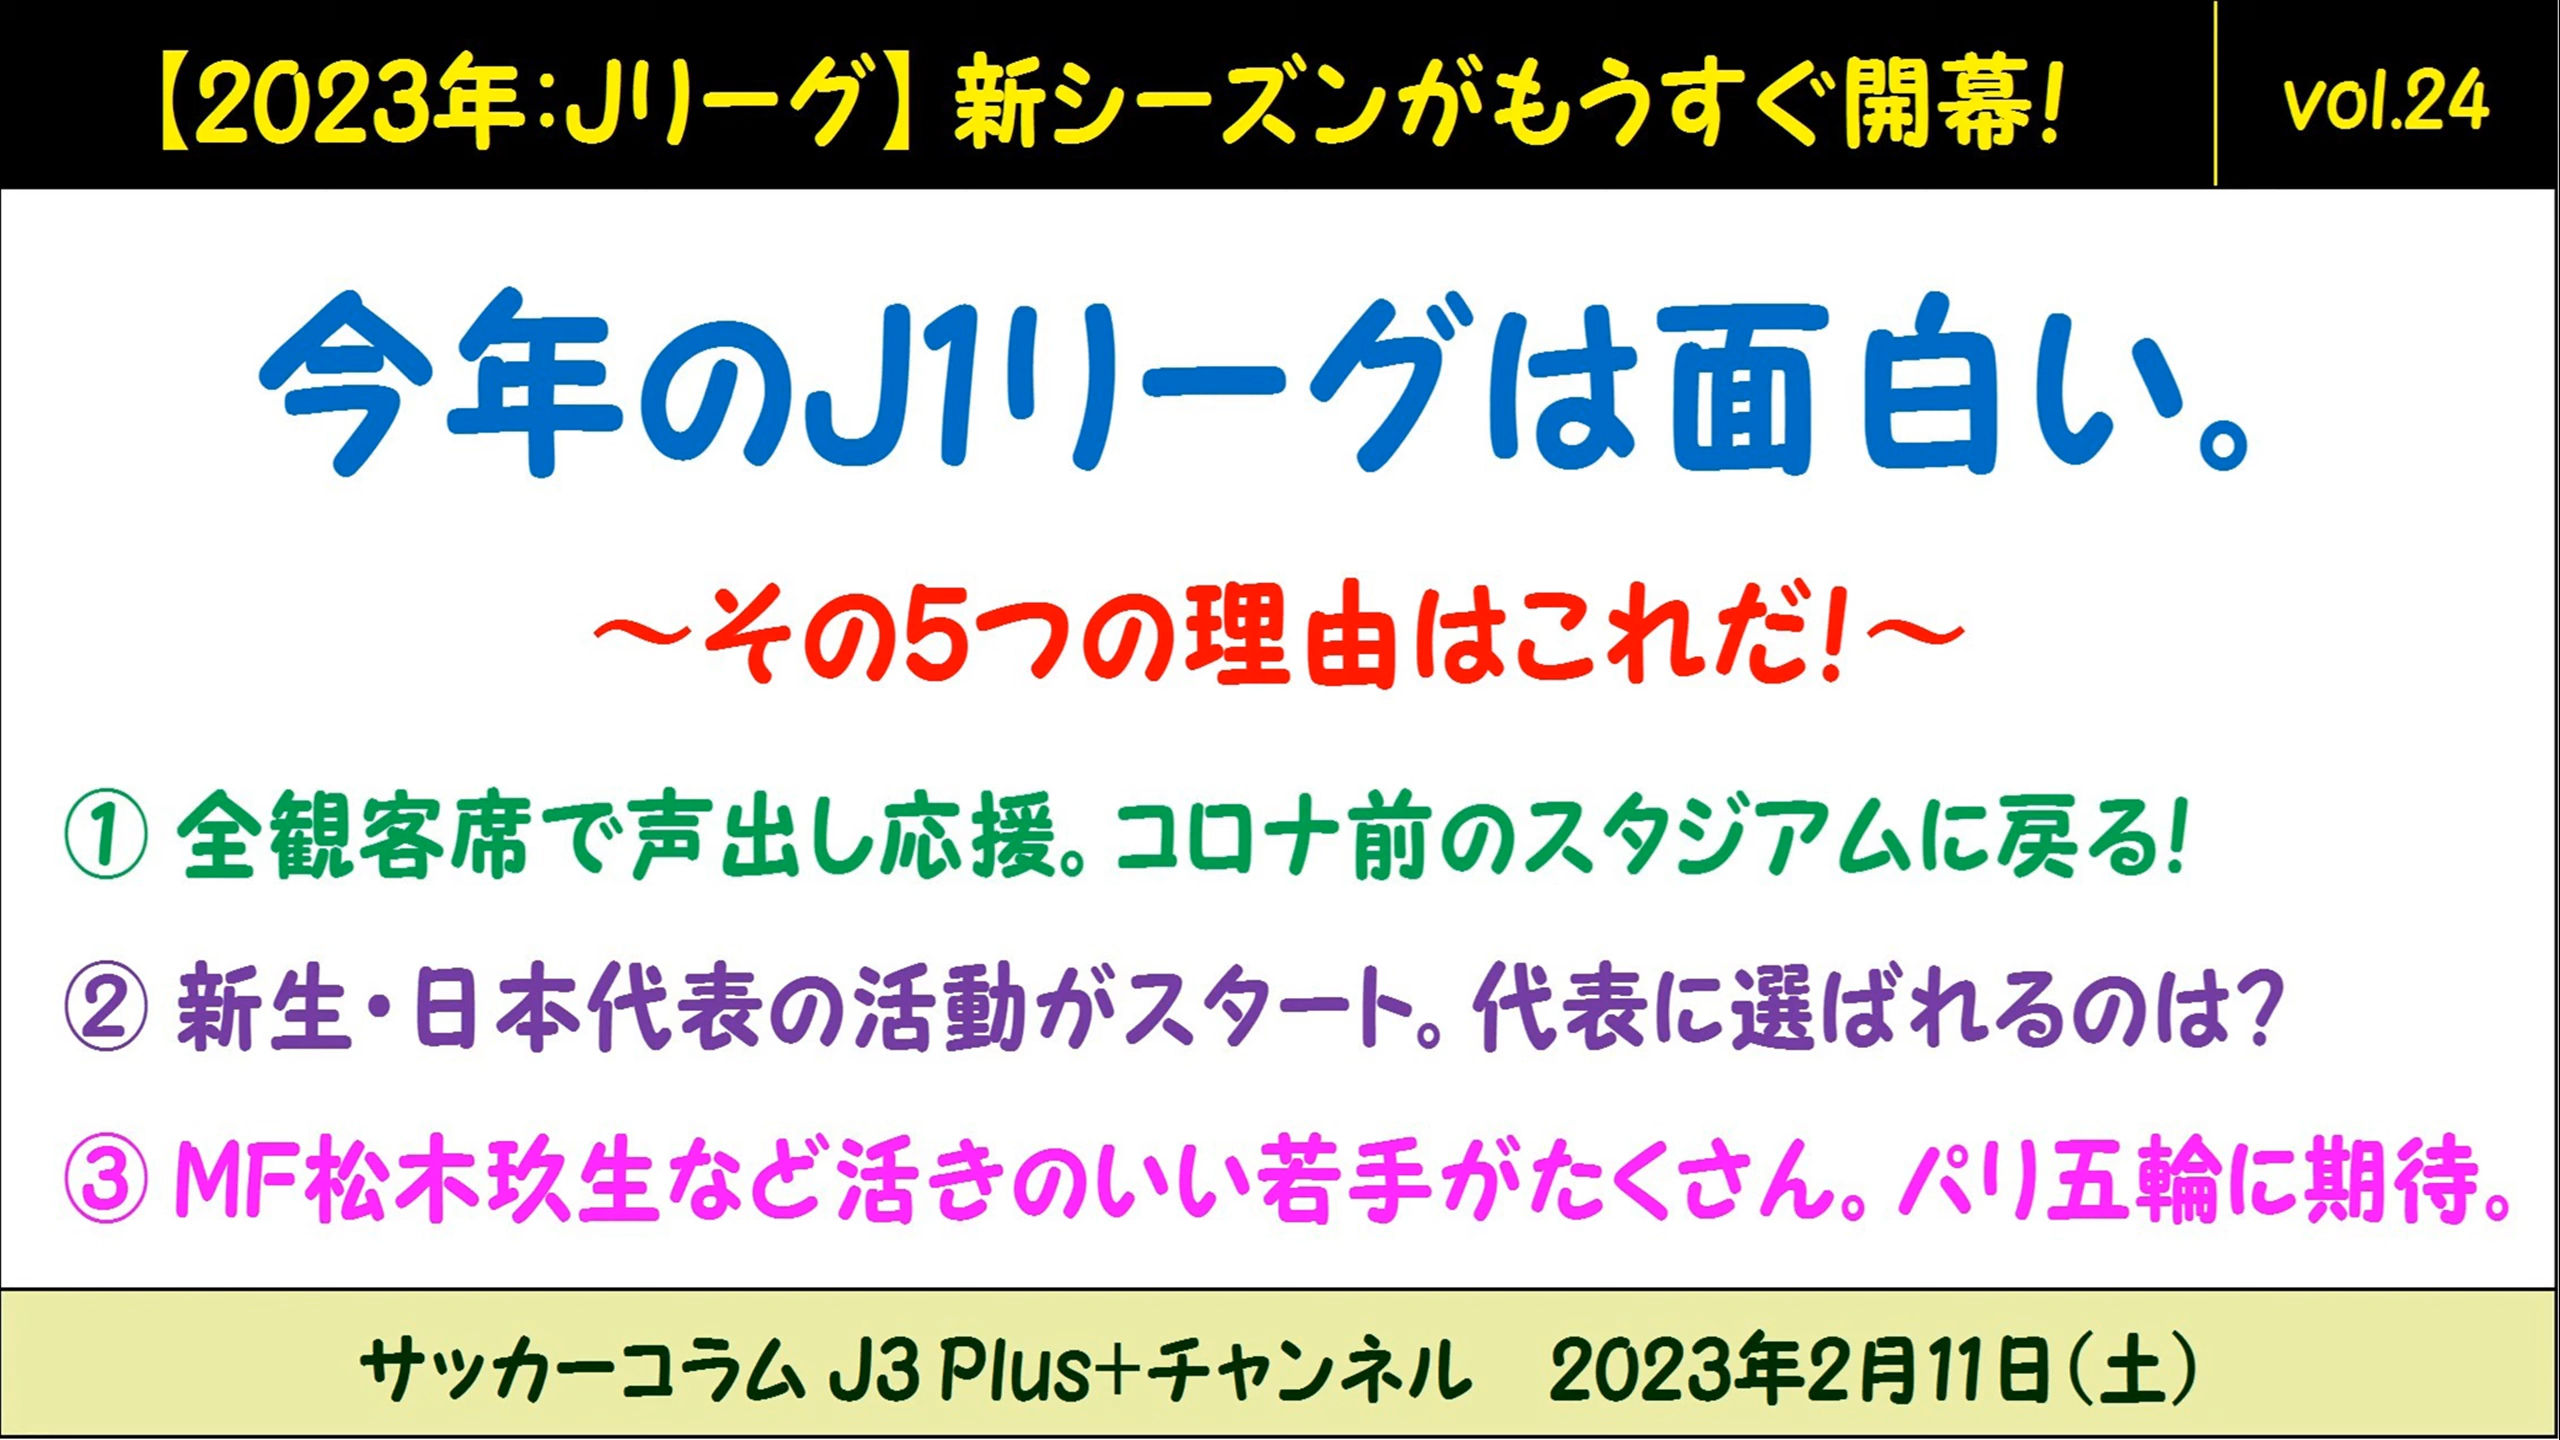 【2023年:Jリーグ】新シーズンがもうすぐ開幕!
vol.24
今年のJ1リーグは面白い。
～その5つの理由はこれだ!～
① 全観客席で声出し応援。コロナ前のスタジアムに戻る!
② 新生・日本代表の活動がスタート。代表に選ばれるのは?
③ MF松木玖生など活きのいい若手がたくさん。パリ五輪に期待。
サッカーコラム J3 Plus+チャンネル　2023年2月11日(土)